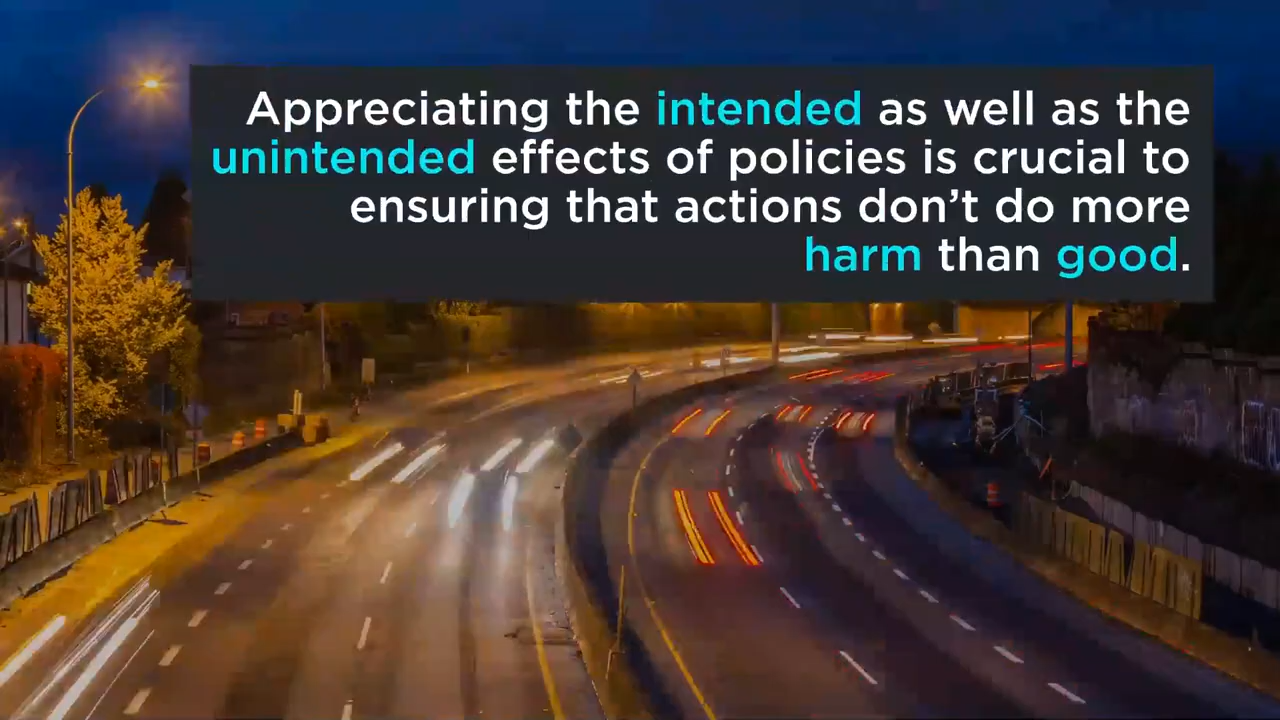 Appreciating the intended as well as the
unintended effects of policies is crucial to
ensuring that actions don’t do more
harm than good.